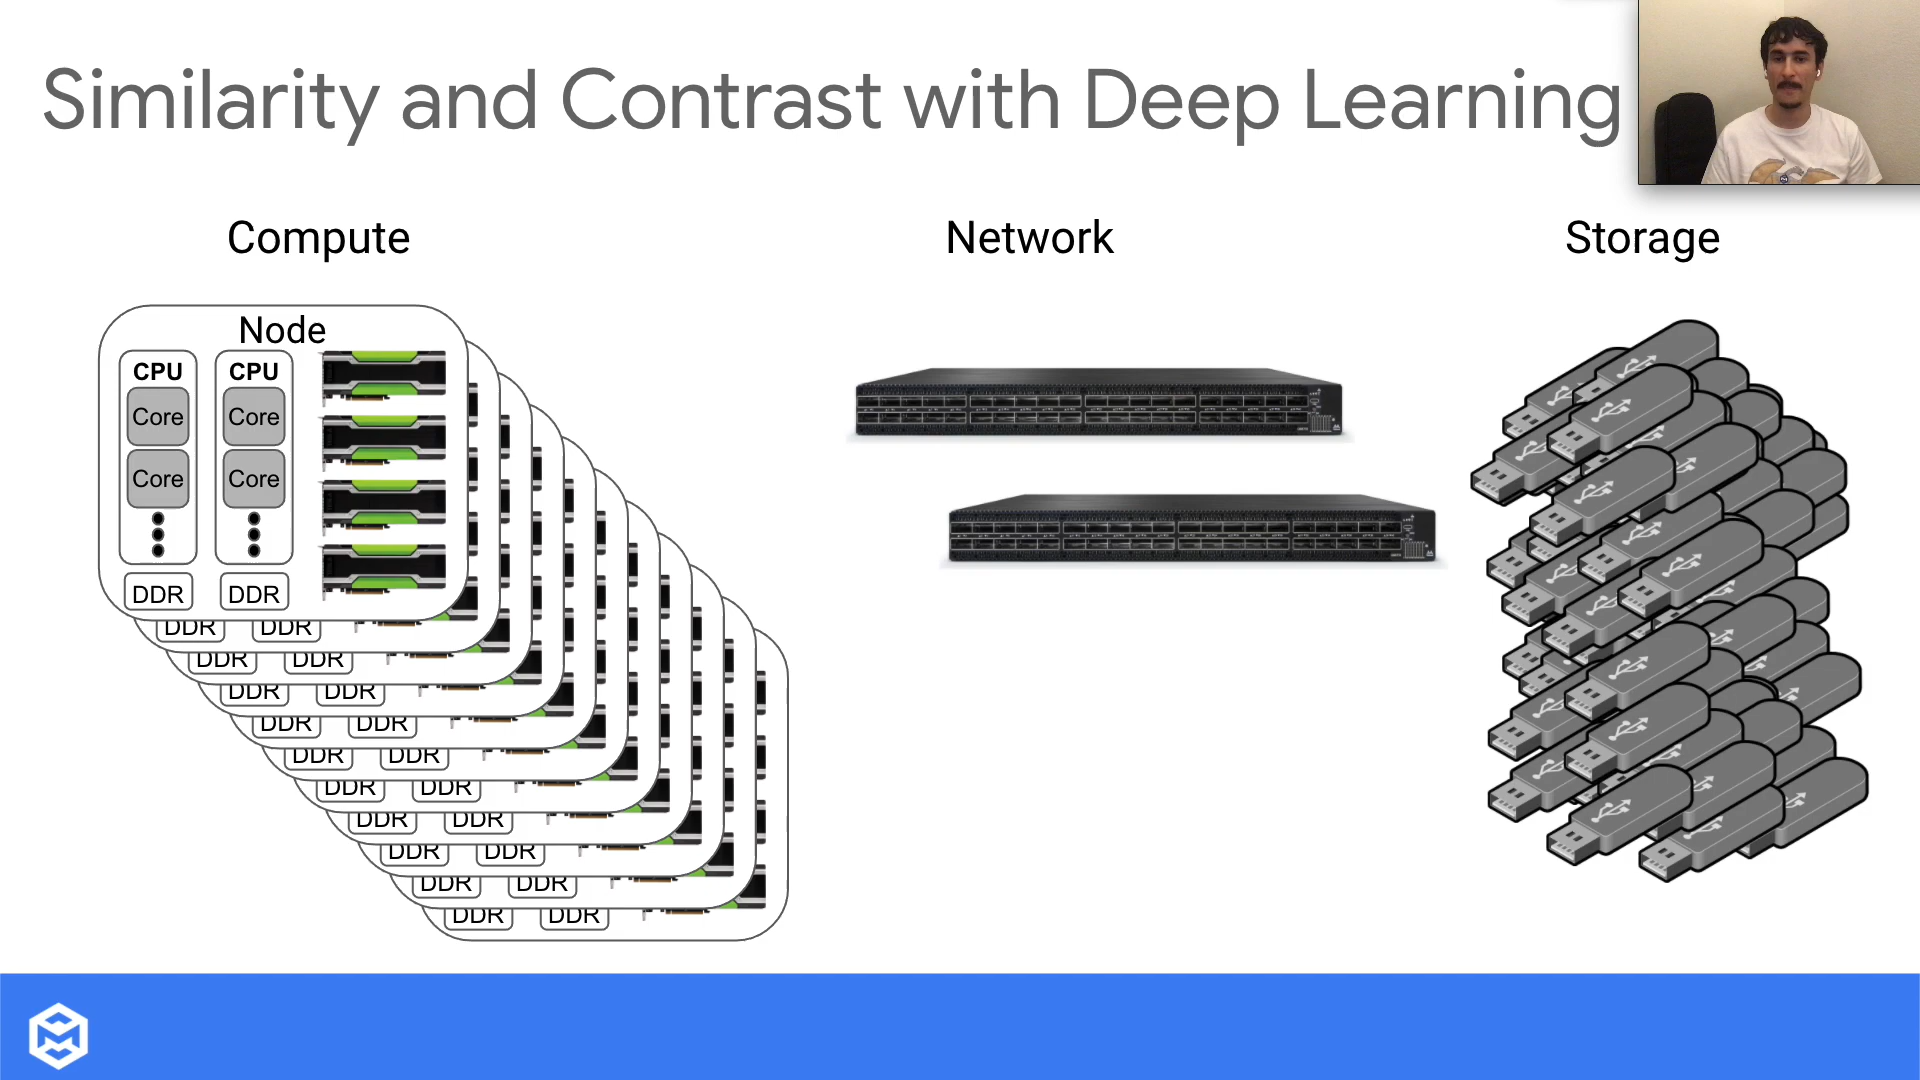 Similarity and Contrast with Deep Learning
Compute
Network
Storage
Node
CPU CPU
Core Core
Core Core
DDR DDR
DDR DDR
DDR DDR
DDR DDR
DDR DDR
DDR DDR
DDR DDR
DDR DDR
DDR DDR
DDR DDR
DDR DDR